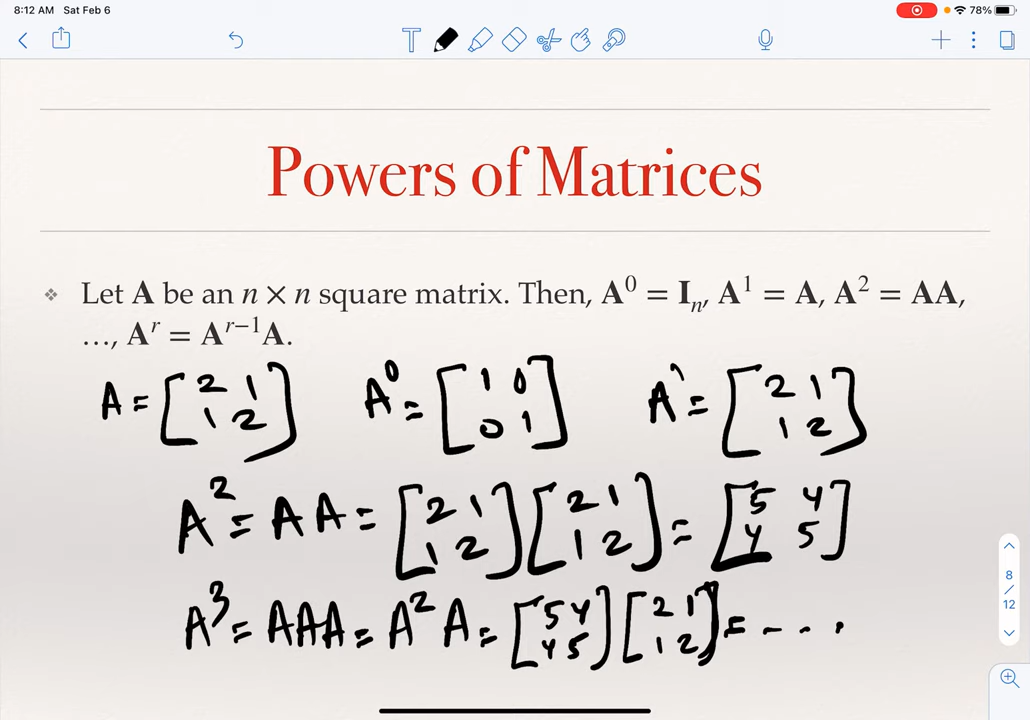 8:12 AM Sat Feb 6
78%
Powers of Matrices
❖ Let A be an n × n square matrix. Then, A⁰ = Iₙ, A¹ = A, A² = AA,
…, Aʳ = Aʳ⁻¹A.
A = [2 1; 1 2] A⁰ = [1 0; 0 1] A¹ = [2 1; 1 2]
A² = AA = [2 1; 1 2][2 1; 1 2] = [5 4; 4 5]
A³ = AAA = A²A = [5 4; 4 5][2 1; 1 2] = ....
8
/
12